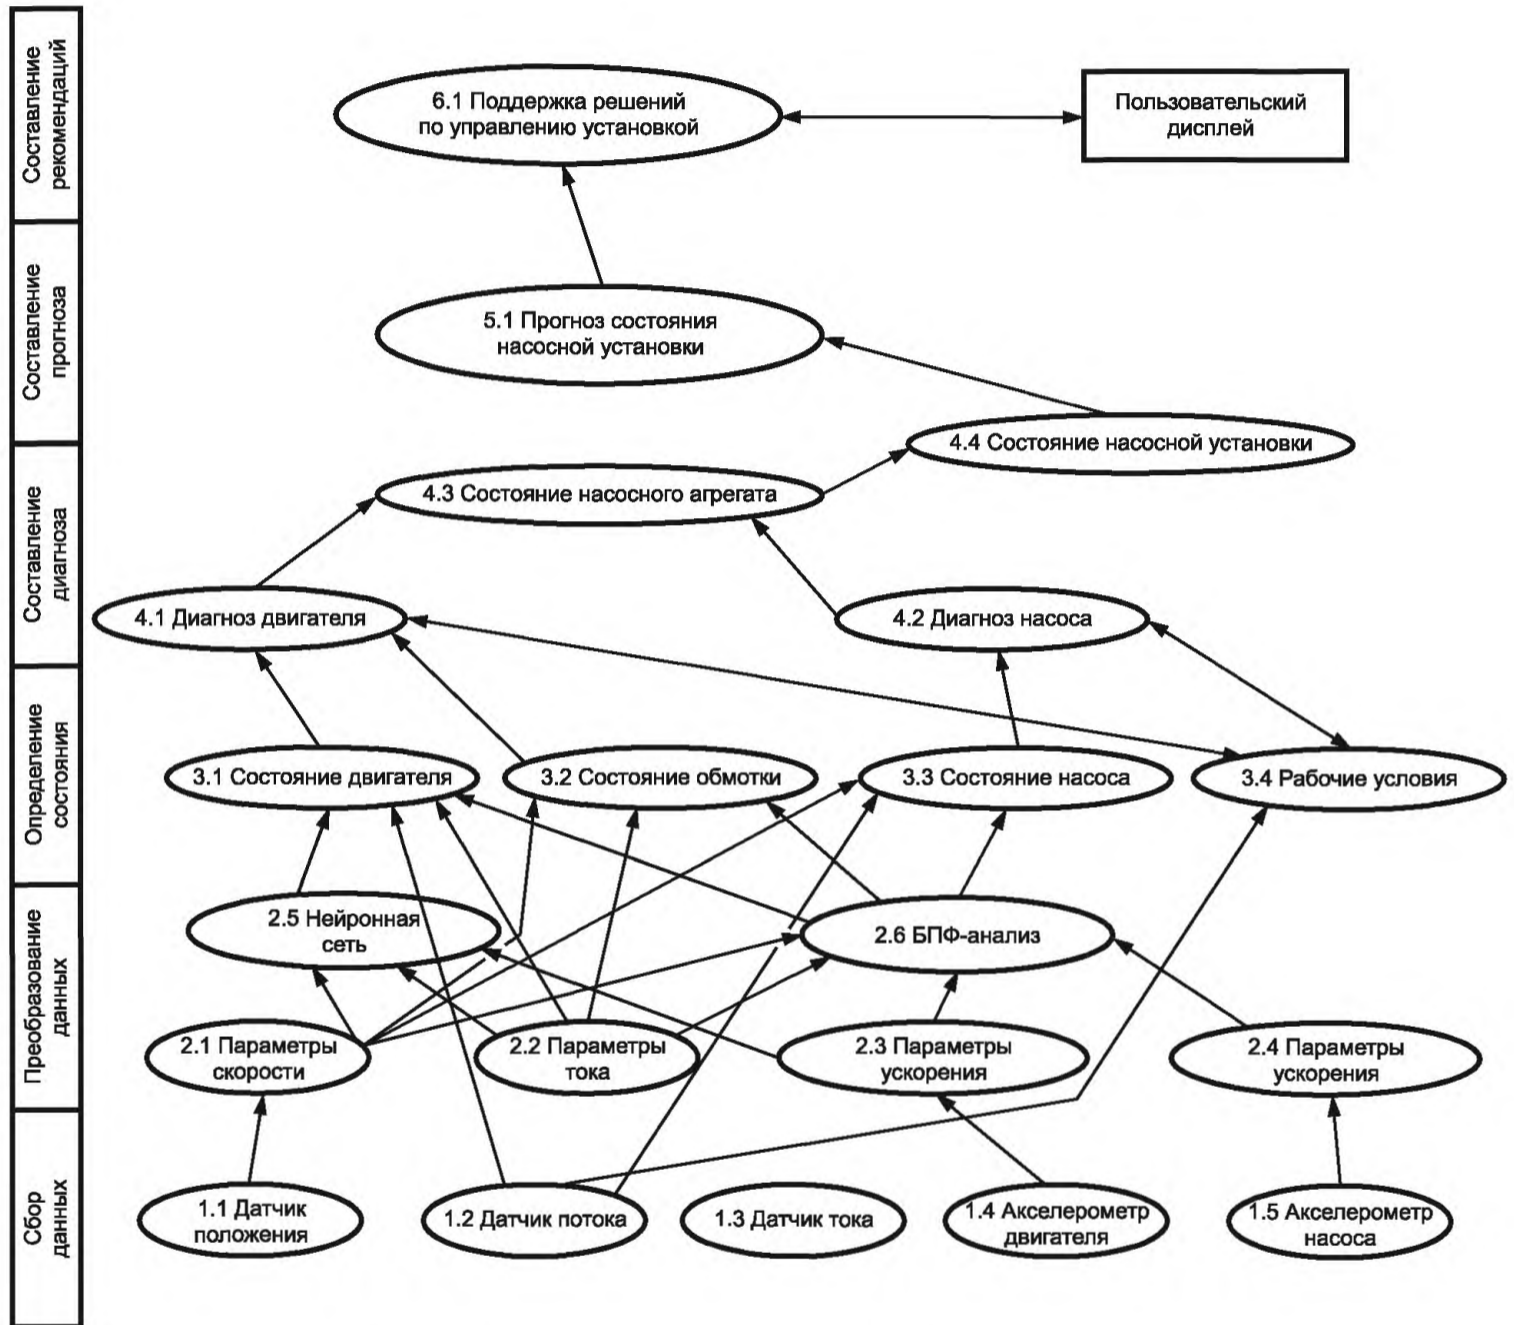 Составление
рекомендаций
6.1 Поддержка решений
по управлению установкой
Пользовательский
дисплей
Составление
прогноза
5.1 Прогноз состояния
насосной установки
Составление
диагноза
4.4 Состояние насосной установки
4.3 Состояние насосного агрегата
4.1 Диагноз двигателя
4.2 Диагноз насоса
Определение
состояния
3.1 Состояние двигателя
3.2 Состояние обмотки
3.3 Состояние насоса
3.4 Рабочие условия
Преобразование
данных
2.5 Нейронная
сеть
2.6 БПФ-анализ
2.1 Параметры
скорости
2.2 Параметры
тока
2.3 Параметры
ускорения
2.4 Параметры
ускорения
Сбор
данных
1.1 Датчик
положения
1.2 Датчик потока
1.3 Датчик тока
1.4 Акселерометр
двигателя
1.5 Акселерометр
насоса